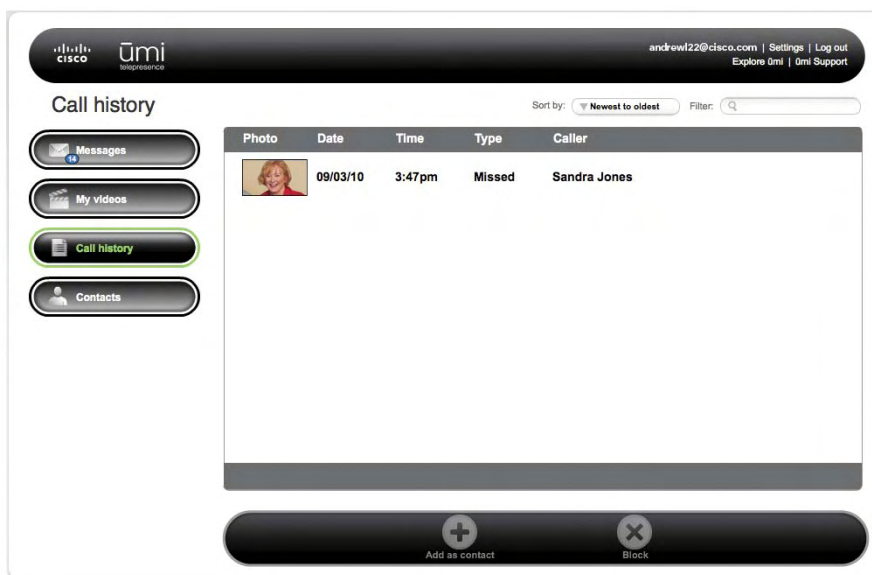 cisco
ūmi
telepresence
andrewl22@cisco.com | Settings | Log out
Explore ūmi | ūmi Support
Call history
Sort by: Newest to oldest Filter:
Messages
14
My videos
Call history
Contacts
Photo Date Time Type Caller
09/03/10 3:47pm Missed Sandra Jones
Add as contact Block